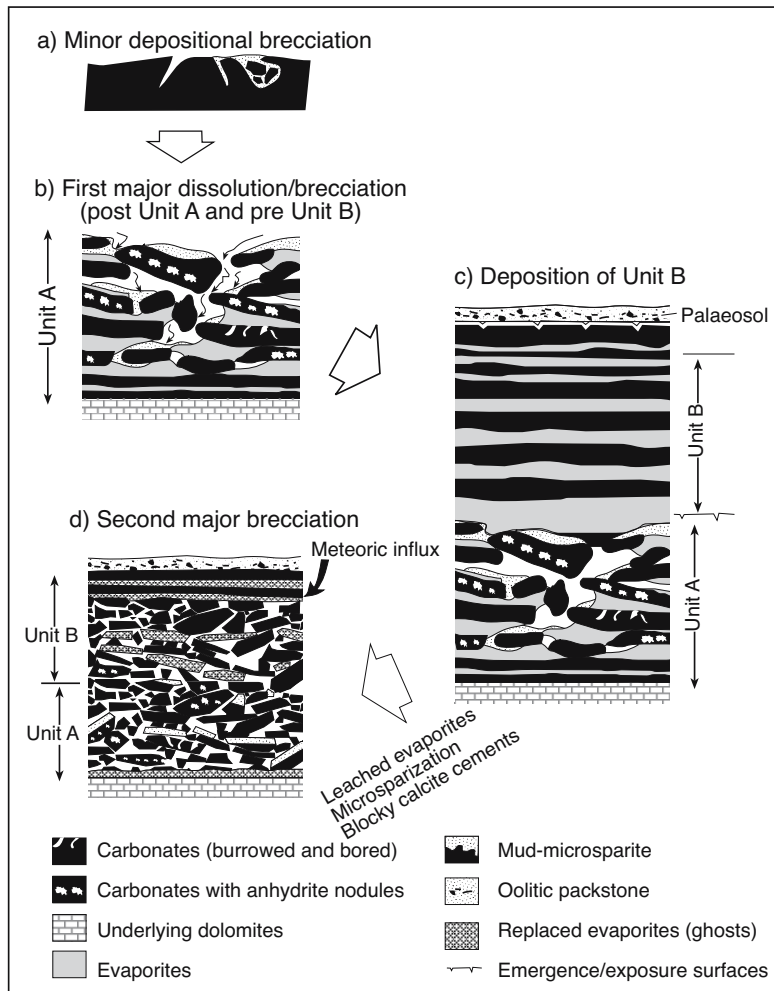 a) Minor depositional brecciation
b) First major dissolution/brecciation
(post Unit A and pre Unit B)
Unit A
c) Deposition of Unit B
Palaeosol
Unit B
Unit A
d) Second major brecciation
Meteoric influx
Unit B
Unit A
Leached evaporites
Microsparization
Blocky calcite cements
Carbonates (burrowed and bored)
Carbonates with anhydrite nodules
Underlying dolomites
Evaporites
Mud-microsparite
Oolitic packstone
Replaced evaporites (ghosts)
Emergence/exposure surfaces